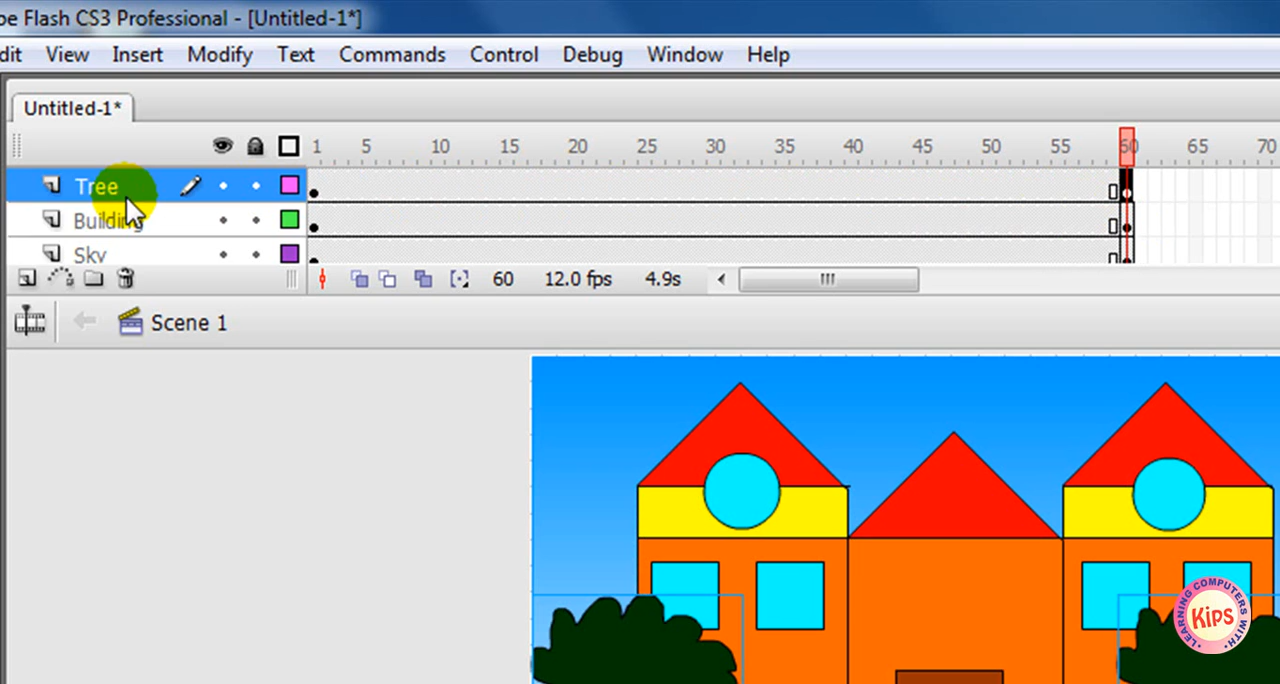 be Flash CS3 Professional - [Untitled-1*]
dit View Insert Modify Text Commands Control Debug Window Help
Untitled-1*
1 5 10 15 20 25 30 35 40 45 50 55 60 65 70
Tree
Building
Sky
60 12.0 fps 4.9s
Scene 1
LEARNING COMPUTERS WITH
Kips